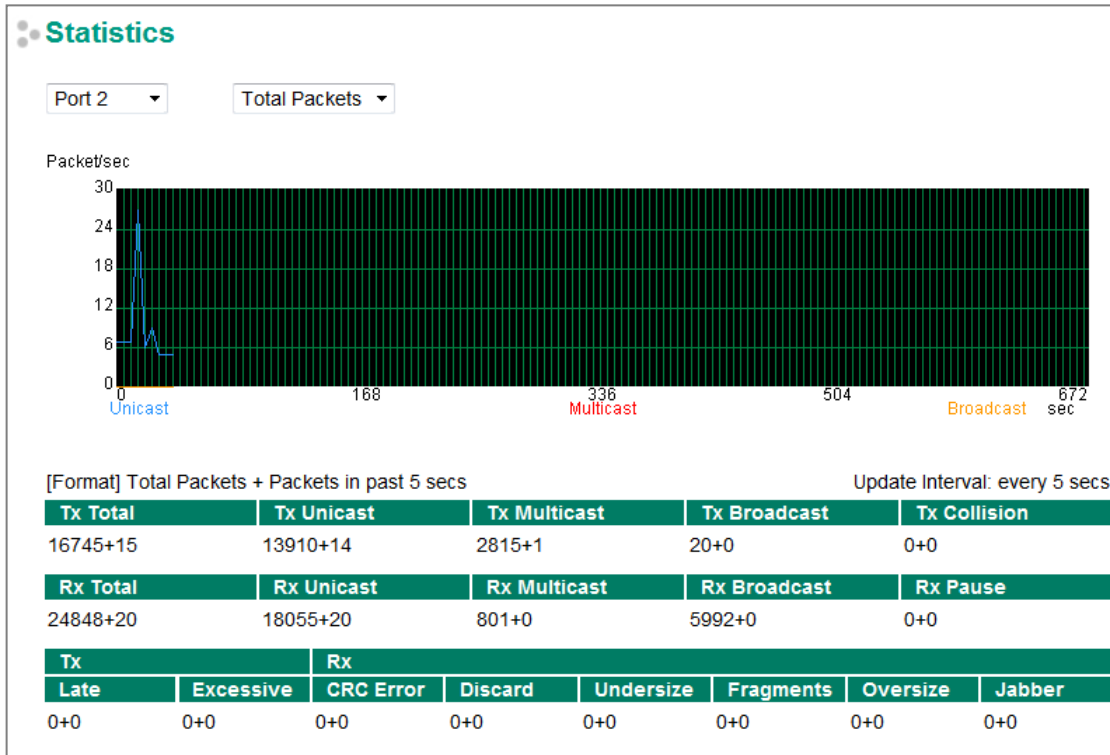 Statistics
Port 2 Total Packets
Packet/sec
30
24
18
12
6
0
0 168 336 504 672
Unicast Multicast Broadcast sec
[Format] Total Packets + Packets in past 5 secs Update Interval: every 5 secs
Tx Total Tx Unicast Tx Multicast Tx Broadcast Tx Collision
16745+15 13910+14 2815+1 20+0 0+0
Rx Total Rx Unicast Rx Multicast Rx Broadcast Rx Pause
24848+20 18055+20 801+0 5992+0 0+0
Tx Rx
Late Excessive CRC Error Discard Undersize Fragments Oversize Jabber
0+0 0+0 0+0 0+0 0+0 0+0 0+0 0+0